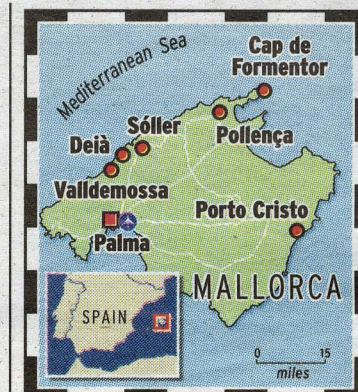 Mediterranean Sea
Cap de
Formentor
Sóller
Pollença
Deià
Valldemossa
Porto Cristo
Palma
MALLORCA
SPAIN
0 15
miles